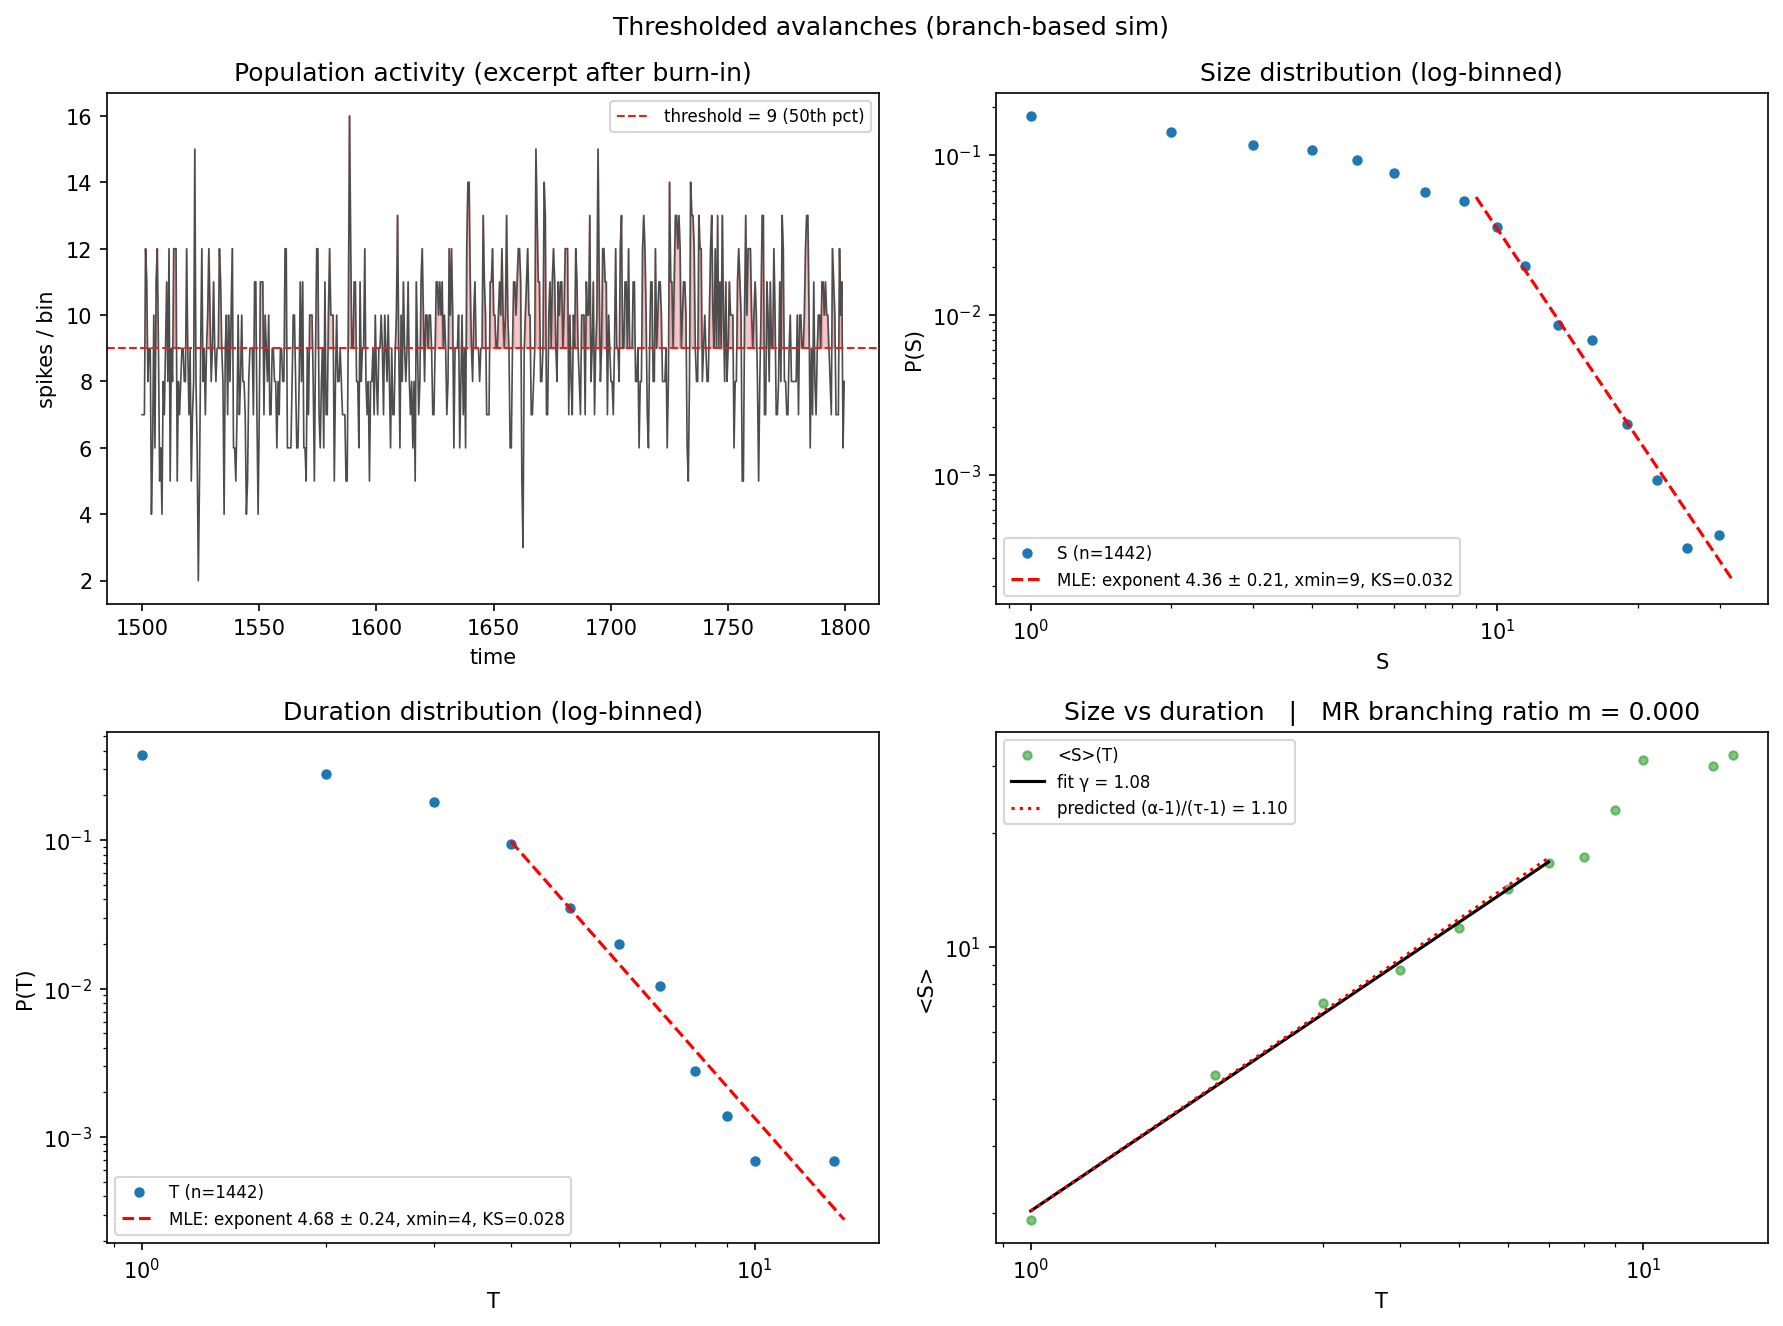 Thresholded avalanches (branch-based sim)
Population activity (excerpt after burn-in)
threshold = 9 (50th pct)
spikes / bin
16
14
12
10
8
6
4
2
1500 1550 1600 1650 1700 1750 1800
time
Size distribution (log-binned)
P(S)
10⁻¹
10⁻²
10⁻³
S (n=1442)
MLE: exponent 4.36 ± 0.21, xmin=9, KS=0.032
10⁰ 10¹
S
Duration distribution (log-binned)
P(T)
10⁻¹
10⁻²
10⁻³
T (n=1442)
MLE: exponent 4.68 ± 0.24, xmin=4, KS=0.028
10⁰ 10¹
T
Size vs duration | MR branching ratio m = 0.000
<S>(T)
fit γ = 1.08
predicted (α-1)/(τ-1) = 1.10
<S>
10¹
10⁰ 10¹
T